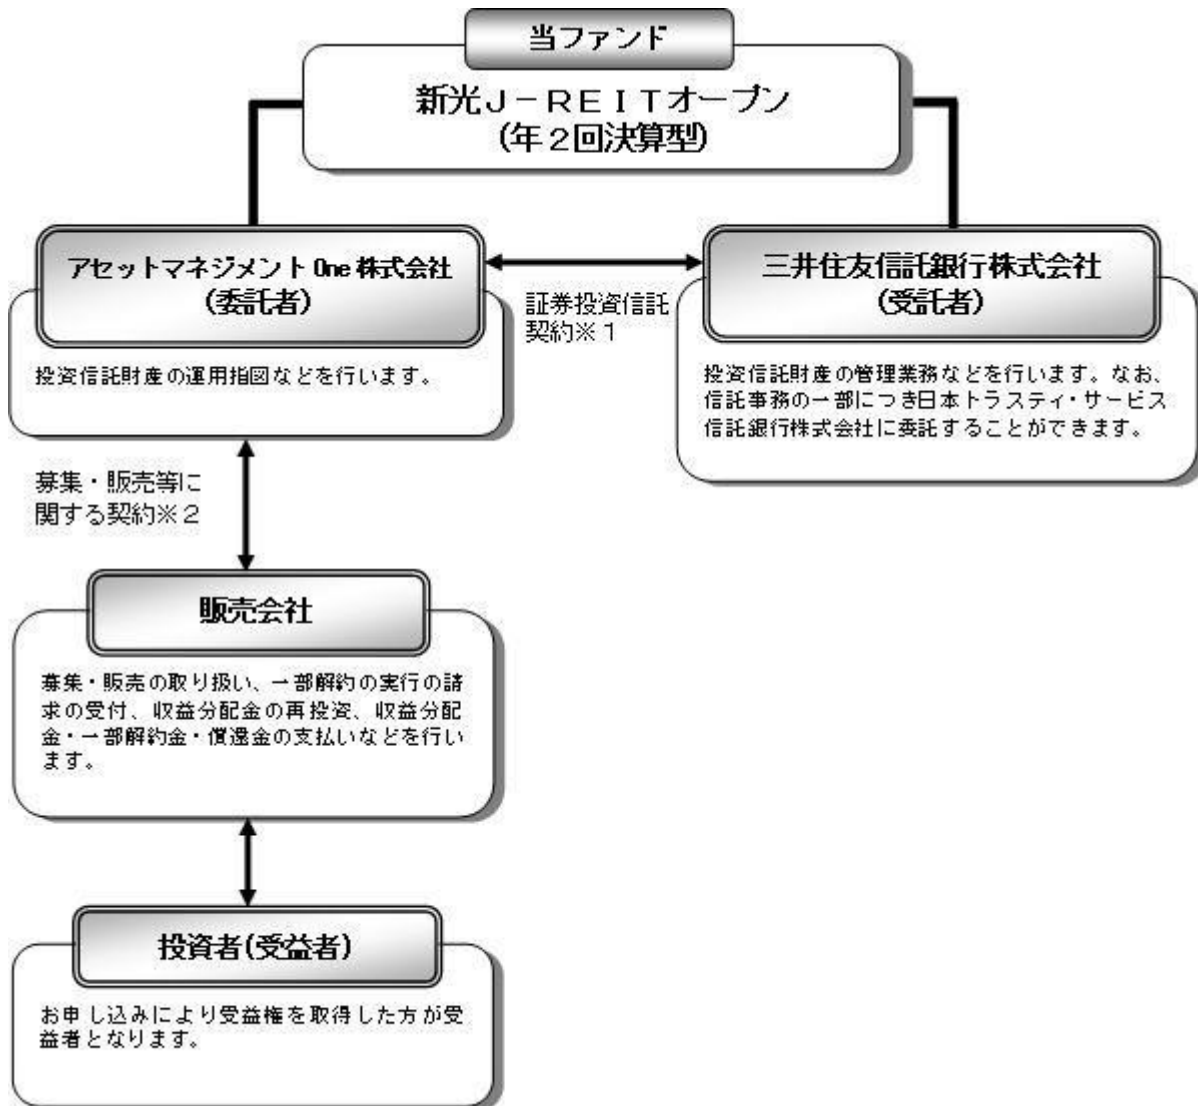 当ファンド
新光J－REITオープン
(年2回決算型)
アセットマネジメントOne株式会社
(委託者)
投資信託財産の運用指図などを行います。
証券投資信託
契約※1
三井住友信託銀行株式会社
(受託者)
投資信託財産の管理業務などを行います。なお、
信託事務の一部につき日本トラスティ・サービス
信託銀行株式会社に委託することができます。
募集・販売等に
関する契約※2
販売会社
募集・販売の取り扱い、一部解約の実行の請
求の受付、収益分配金の再投資、収益分配
金・一部解約金・償還金の支払いなどを行い
ます。
投資者(受益者)
お申し込みにより受益権を取得した方が受
益者となります。